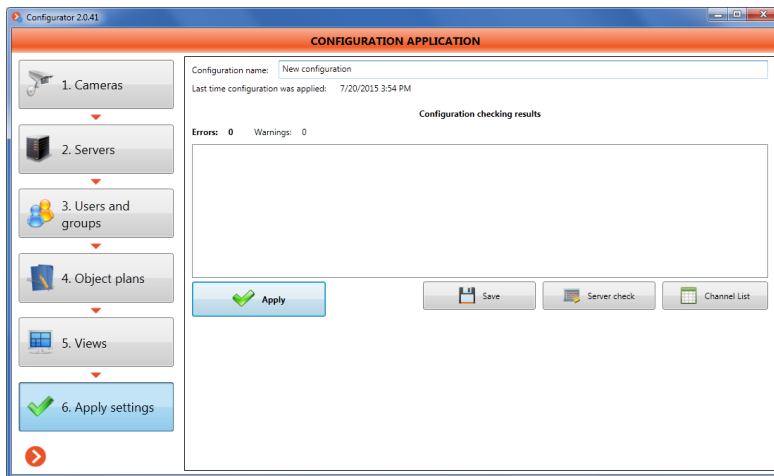 Configurator 2.0.41
CONFIGURATION APPLICATION
1. Cameras
2. Servers
3. Users and
groups
4. Object plans
5. Views
6. Apply settings
Configuration name: New configuration
Last time configuration was applied: 7/20/2015 3:54 PM
Configuration checking results
Errors: 0 Warnings: 0
Apply
Save
Server check
Channel List